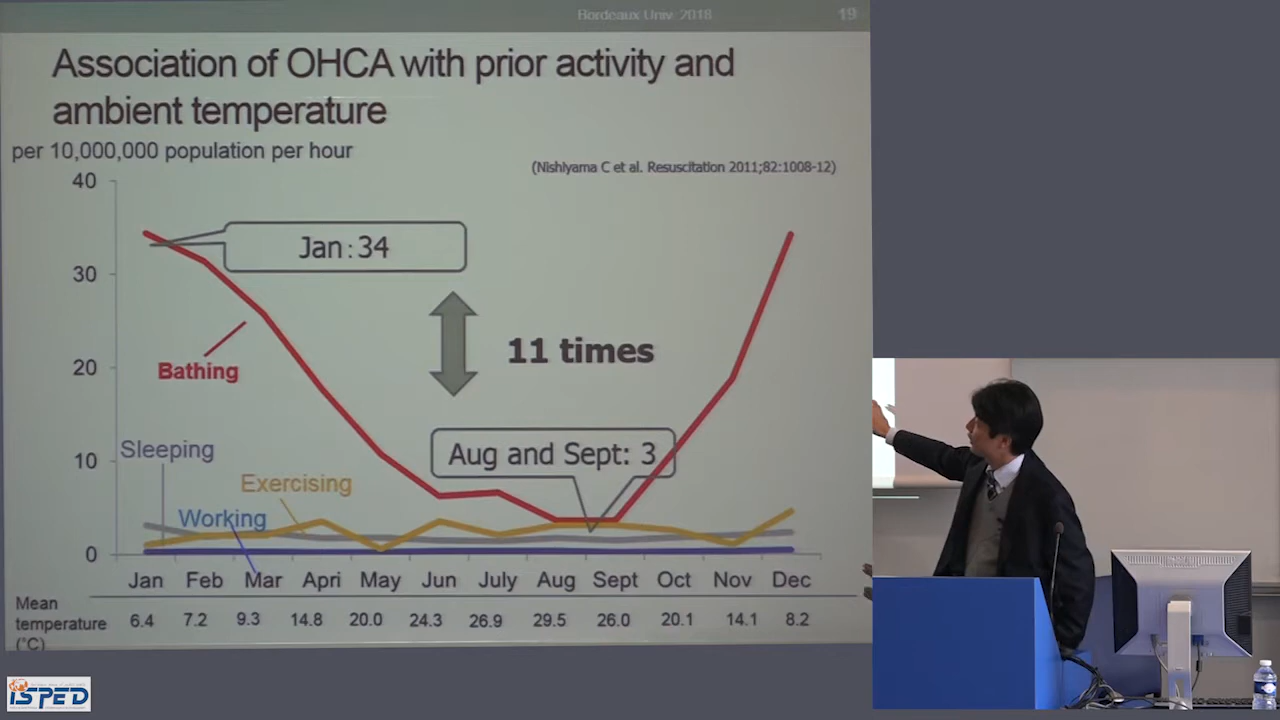 Bordeaux Univ. 2018
19
Association of OHCA with prior activity and
ambient temperature
per 10,000,000 population per hour
(Nishiyama C et al. Resuscitation 2011;82:1008-12)
40
30
20
10
0
Jan：34
11 times
Bathing
Aug and Sept: 3
Sleeping
Exercising
Working
Jan Feb Mar Apri May Jun July Aug Sept Oct Nov Dec
Mean
temperature
(°C)
6.4 7.2 9.3 14.8 20.0 24.3 26.9 29.5 26.0 20.1 14.1 8.2
iSPED